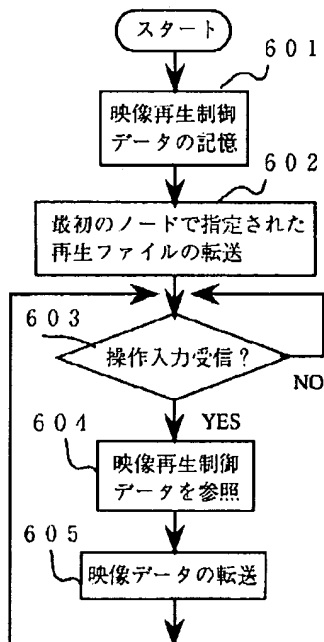 スタート
601
映像再生制御
データの記憶
602
最初のノードで指定された
再生ファイルの転送
603
操作入力受信?
NO
YES
604
映像再生制御
データを参照
605
映像データの転送